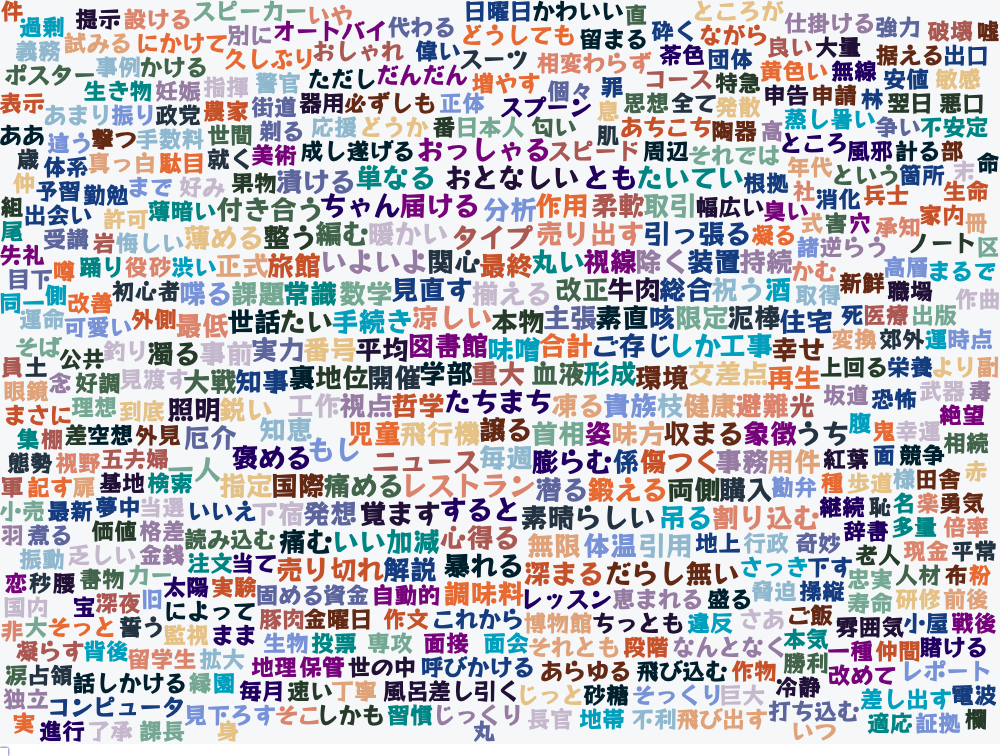 件 提示 設ける スピーカー いや 日曜日 かわいい 直 ところが 仕掛ける 強力 破壊 嘘
過剰 試みる にかけて 別に オートバイ 代わる どうしても 留まる 砕く ながら
義務 久しぶり おしゃれ 偉い スーツ 相変わらず 茶色 団体 良い 大量 据える 出口
ポスター 事例 かける 警官 ただし だんだん 増やす 個々 罪 コース 特急 黄色い 無線 安値 敏感
生き物 妊娠 指揮 街道 器用 必ずしも 正体 スプーン 息 思想 全て 発散 申告 申請 林 翌日 悪口
表示 あまり 振り 政党 農家 蒸し暑い 争い 不安定
ああ 這う 撃つ 手数料 世間 剃る 応援 どうか 番 日本人 匂い 肌 あちこち 陶器 高 ところ 風邪 計る 部
歳 体系 真っ白 駄目 就く 美術 成し遂げる おっしゃる スピード 周辺 それでは 年代 という 箇所 末 命
仲 予習 勤勉 まで 好み 果物 漬ける 単なる おとなしい とも たいてい 根拠 社 消化 兵士 生命
組 出会い 許可 薄暗い 付き合う ちゃん 届ける 分析 作用 柔軟 取引 幅広い 臭い 式 害 穴 承知 家内 冊
尾 受講 岩 悔しい 薄める 整う 編む 暖かい タイプ 売り出す 引っ張る 凝る 諸 逆らう ノート 区
失礼 目下 噂 踊り 役 砂 渋い 正式 旅館 いよいよ 関心 最終 丸い 視線 除く 装置 持続 かむ 高層 まるで
同一 側 改善 初心者 喋る 課題 常識 数学 見直す 揃える 改正 牛肉 総合 祝う 酒 取得 新鮮 職場 作曲
運命 可愛い 外側 最低 世話 たい 手続き 涼しい 本物 主張 素直 咳 限定 泥棒 住宅 死 医療 出版
そば 公共 釣り 濁る 事前 実力 番号 平均 図書館 味噌 合計 ご存じ しか 工事 幸せ 変換 郊外 運 時点
員 土 眼鏡 念 好調 見渡す 大戦 知事 裏 地位 開催 学部 重大 血液 形成 環境 交差点 再生 上回る 栄養 より 副
まさに 理想 到底 照明 鋭い 工作 視点 哲学 たちまち 凍る 貴族 枝 健康 避難 光 坂道 恐怖 武器 毒
集 棚 差 空想 外見 厄介 知恵 児童 飛行機 譲る 首相 姿 味方 収まる 象徴 うち 腹 鬼 幸運 絶望
態勢 視野 五 夫婦 一人 褒める もし ニュース 毎週 膨らむ 係 傷つく 事務 用件 紅葉 面 競争 相続
軍 記す 扉 基地 検索 指定 国際 痛める レストラン 潜る 鍛える 両側 購入 勘弁 種 歩道 様 田舎 赤
小売 最新 夢中 当選 いいえ 下宿 発想 覚ます すると 素晴らしい 吊る 割り込む 継続 恥 名 楽 勇気
羽 煮る 価値 格差 読み込む 痛む いい加減 心得る 無限 体温 引用 地上 行政 奇妙 辞書 多量 倍率
振動 乏しい 金銭 注文 当て 売り切れ 解説 暴れる 深まる だらし無い さっき 下す 老人 現金 平常
恋 秒 腰 書物 カー 太陽 実験 固める 資金 自動的 調味料 レッスン 恵まれる 盛る 脅迫 操縦 忠実 人材 布 粉
国内 宝 深夜 旧 によって 豚肉 金曜日 作文 これから 博物館 ちっとも 違反 さあ ご飯 寿命 研修 前後
非 大 そっと 誓う 監視 まま 生物 投票 専攻 面接 面会 それとも 段階 なんとなく 本気 雰囲気 小屋 戦後
凝らす 背後 留学生 拡大 地理 保管 世の中 呼びかける あらゆる 飛び込む 作物 勝利 一種 仲間 賭ける
涙 占領 話しかける 縁 園 毎月 速い 丁寧 風呂 差し引く じっと 砂糖 そっくり 巨大 冷静 改めて レポート
独立 コンピュータ 見下ろす そこ しかも 習慣 じっくり 長官 地帯 不利 飛び出す 打ち込む 差し出す 電波
実 進行 了承 課長 身 丸 いつ 適応 証拠 欄